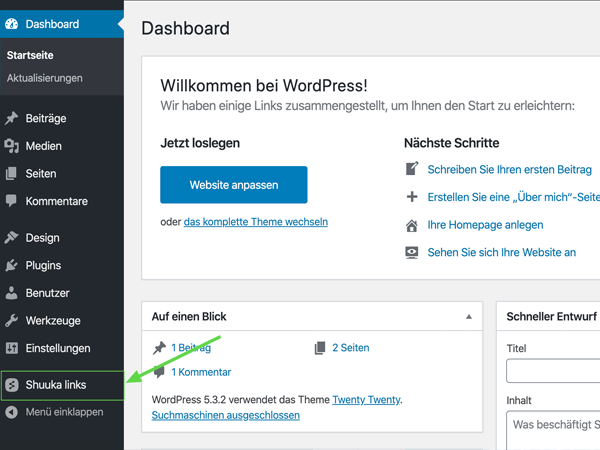 Dashboard
Startseite
Aktualisierungen
Beiträge
Medien
Seiten
Kommentare
Design
Plugins
Benutzer
Werkzeuge
Einstellungen
Shuuka links
Menü einklappen
Dashboard
Willkommen bei WordPress!
Wir haben einige Links zusammengestellt, um Ihnen den Start zu erleichtern:
Jetzt loslegen
Website anpassen
oder das komplette Theme wechseln
Nächste Schritte
Schreiben Sie Ihren ersten Beitrag
Erstellen Sie eine „Über mich“-Seite
Ihre Homepage anlegen
Sehen Sie sich Ihre Website an
Auf einen Blick
1 Beitrag
2 Seiten
1 Kommentar
WordPress 5.3.2 verwendet das Theme Twenty Twenty.
Suchmaschinen ausgeschlossen
Schneller Entwurf
Titel
Inhalt
Was beschäftigt S